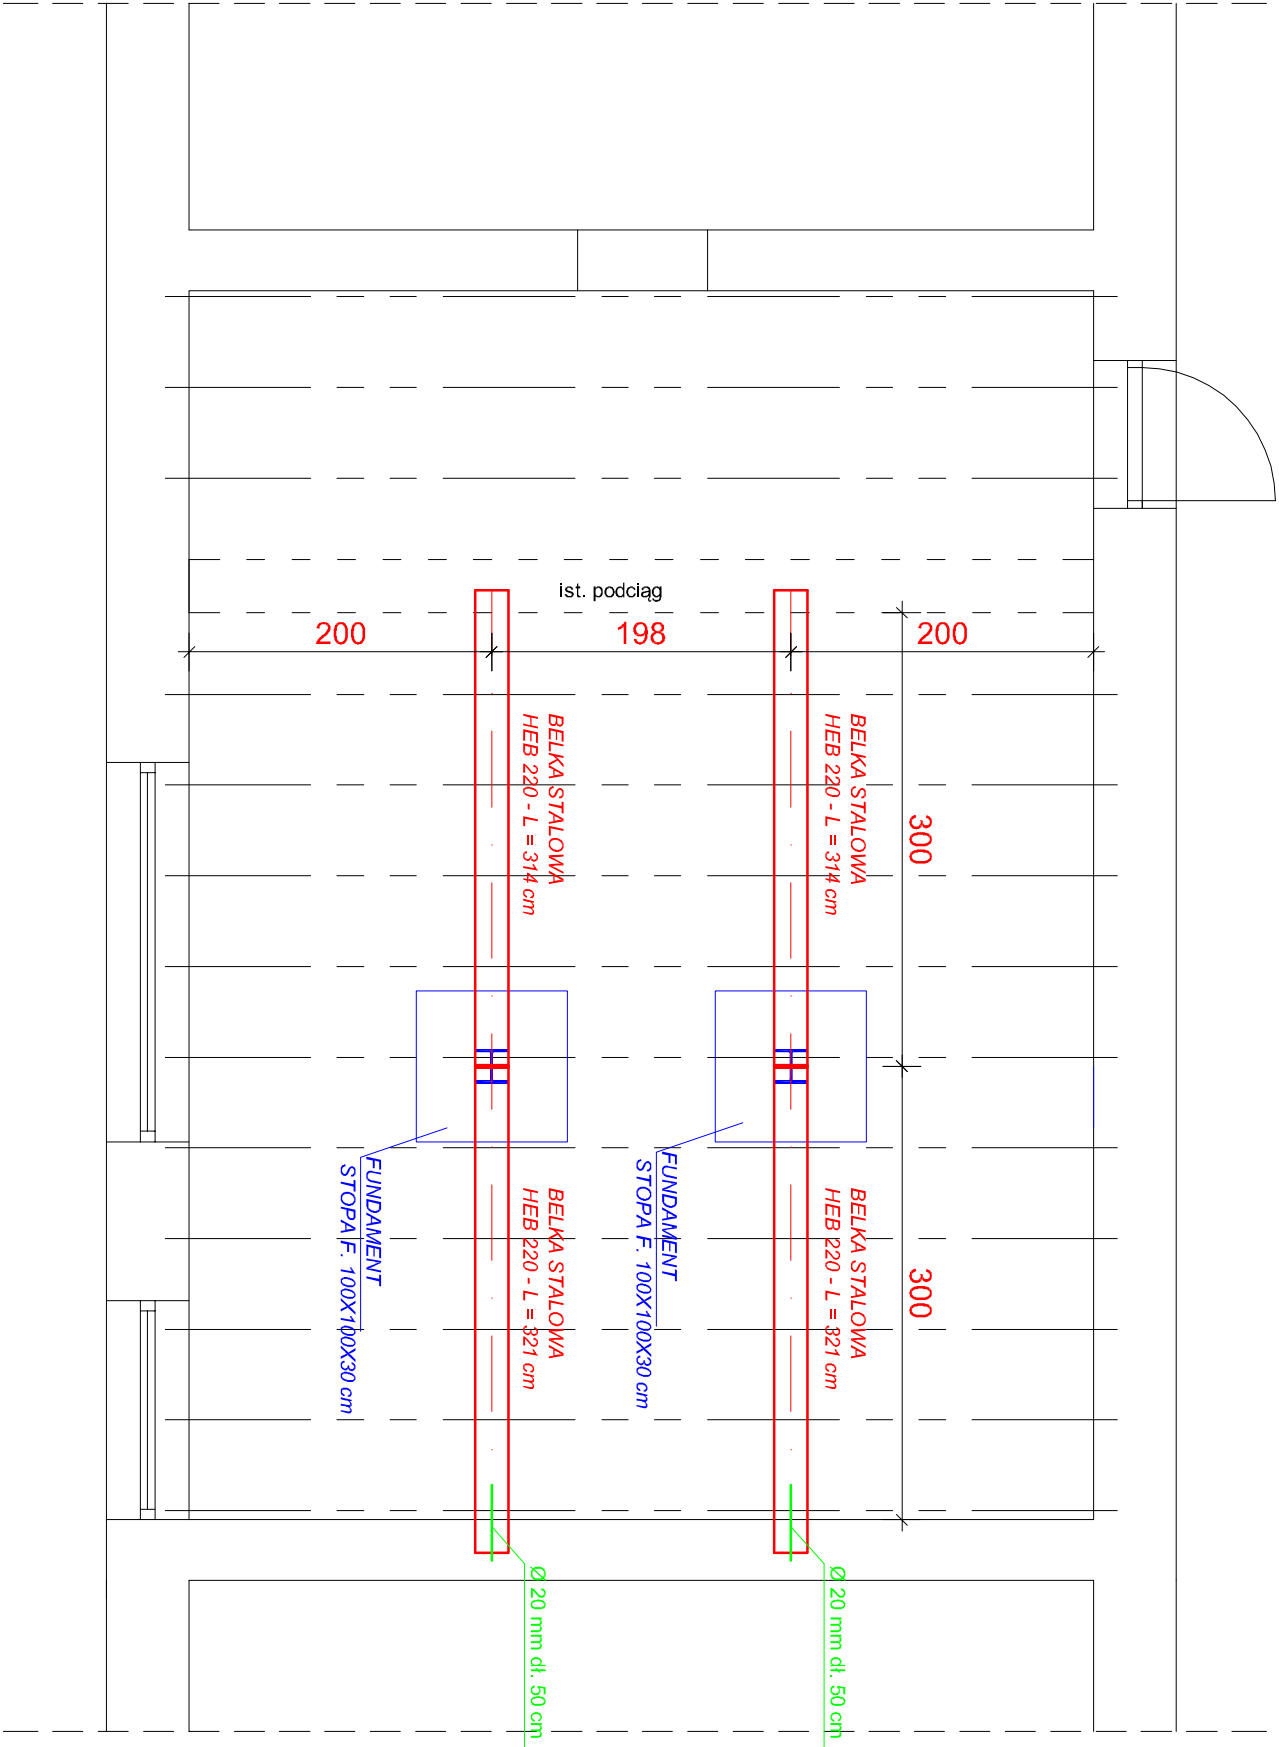 ist. podciąg
200
198
200
BELKA STALOWA
HEB 220 - L = 314 cm
BELKA STALOWA
HEB 220 - L = 314 cm
300
FUNDAMENT
STOPA F. 100X100X30 cm
FUNDAMENT
STOPA F. 100X100X30 cm
BELKA STALOWA
HEB 220 - L = 321 cm
BELKA STALOWA
HEB 220 - L = 321 cm
300
Ø 20 mm dł. 50 cm
Ø 20 mm dł. 50 cm